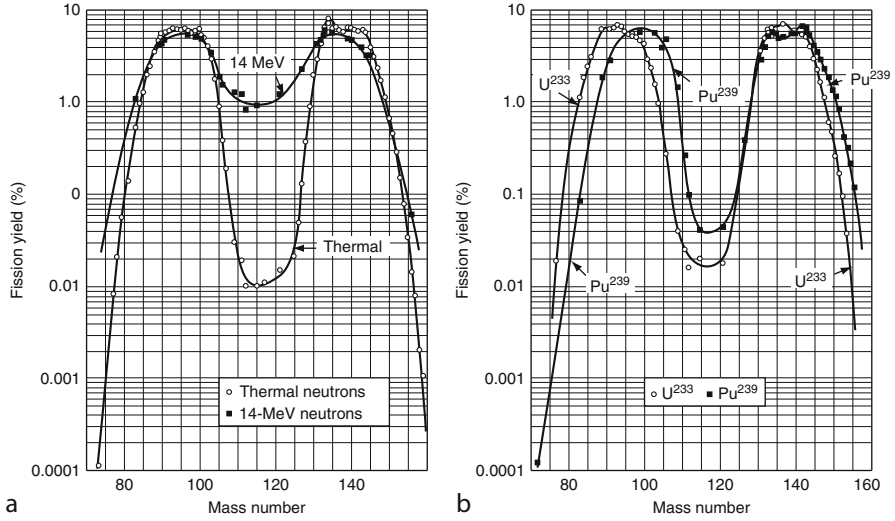 10
1.0
0
0.01
0.001
0.0001
Fission yield (%)
14 MeV
Thermal
Thermal neutrons
14-MeV neutrons
80 100 120 140
Mass number
a
10
1.0
0.1
0.01
0.001
0.0001
Fission yield (%)
U233
Pu239
Pu239
Pu239
U233
U233 Pu239
80 100 120 140 160
Mass number
b